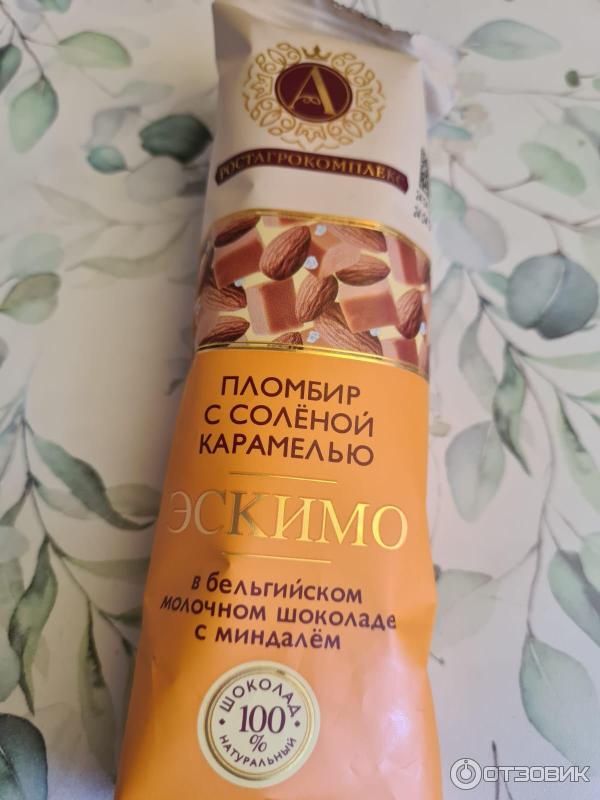 А
РОСТАГРОКОМПЛЕКС
ПЛОМБИР
С СОЛЁНОЙ
КАРАМЕЛЬЮ
ЭСКИМО
в бельгийском
молочном шоколаде
с миндалём
ШОКОЛАД
100%
НАТУРАЛЬНЫЙ
ОТЗОВИК